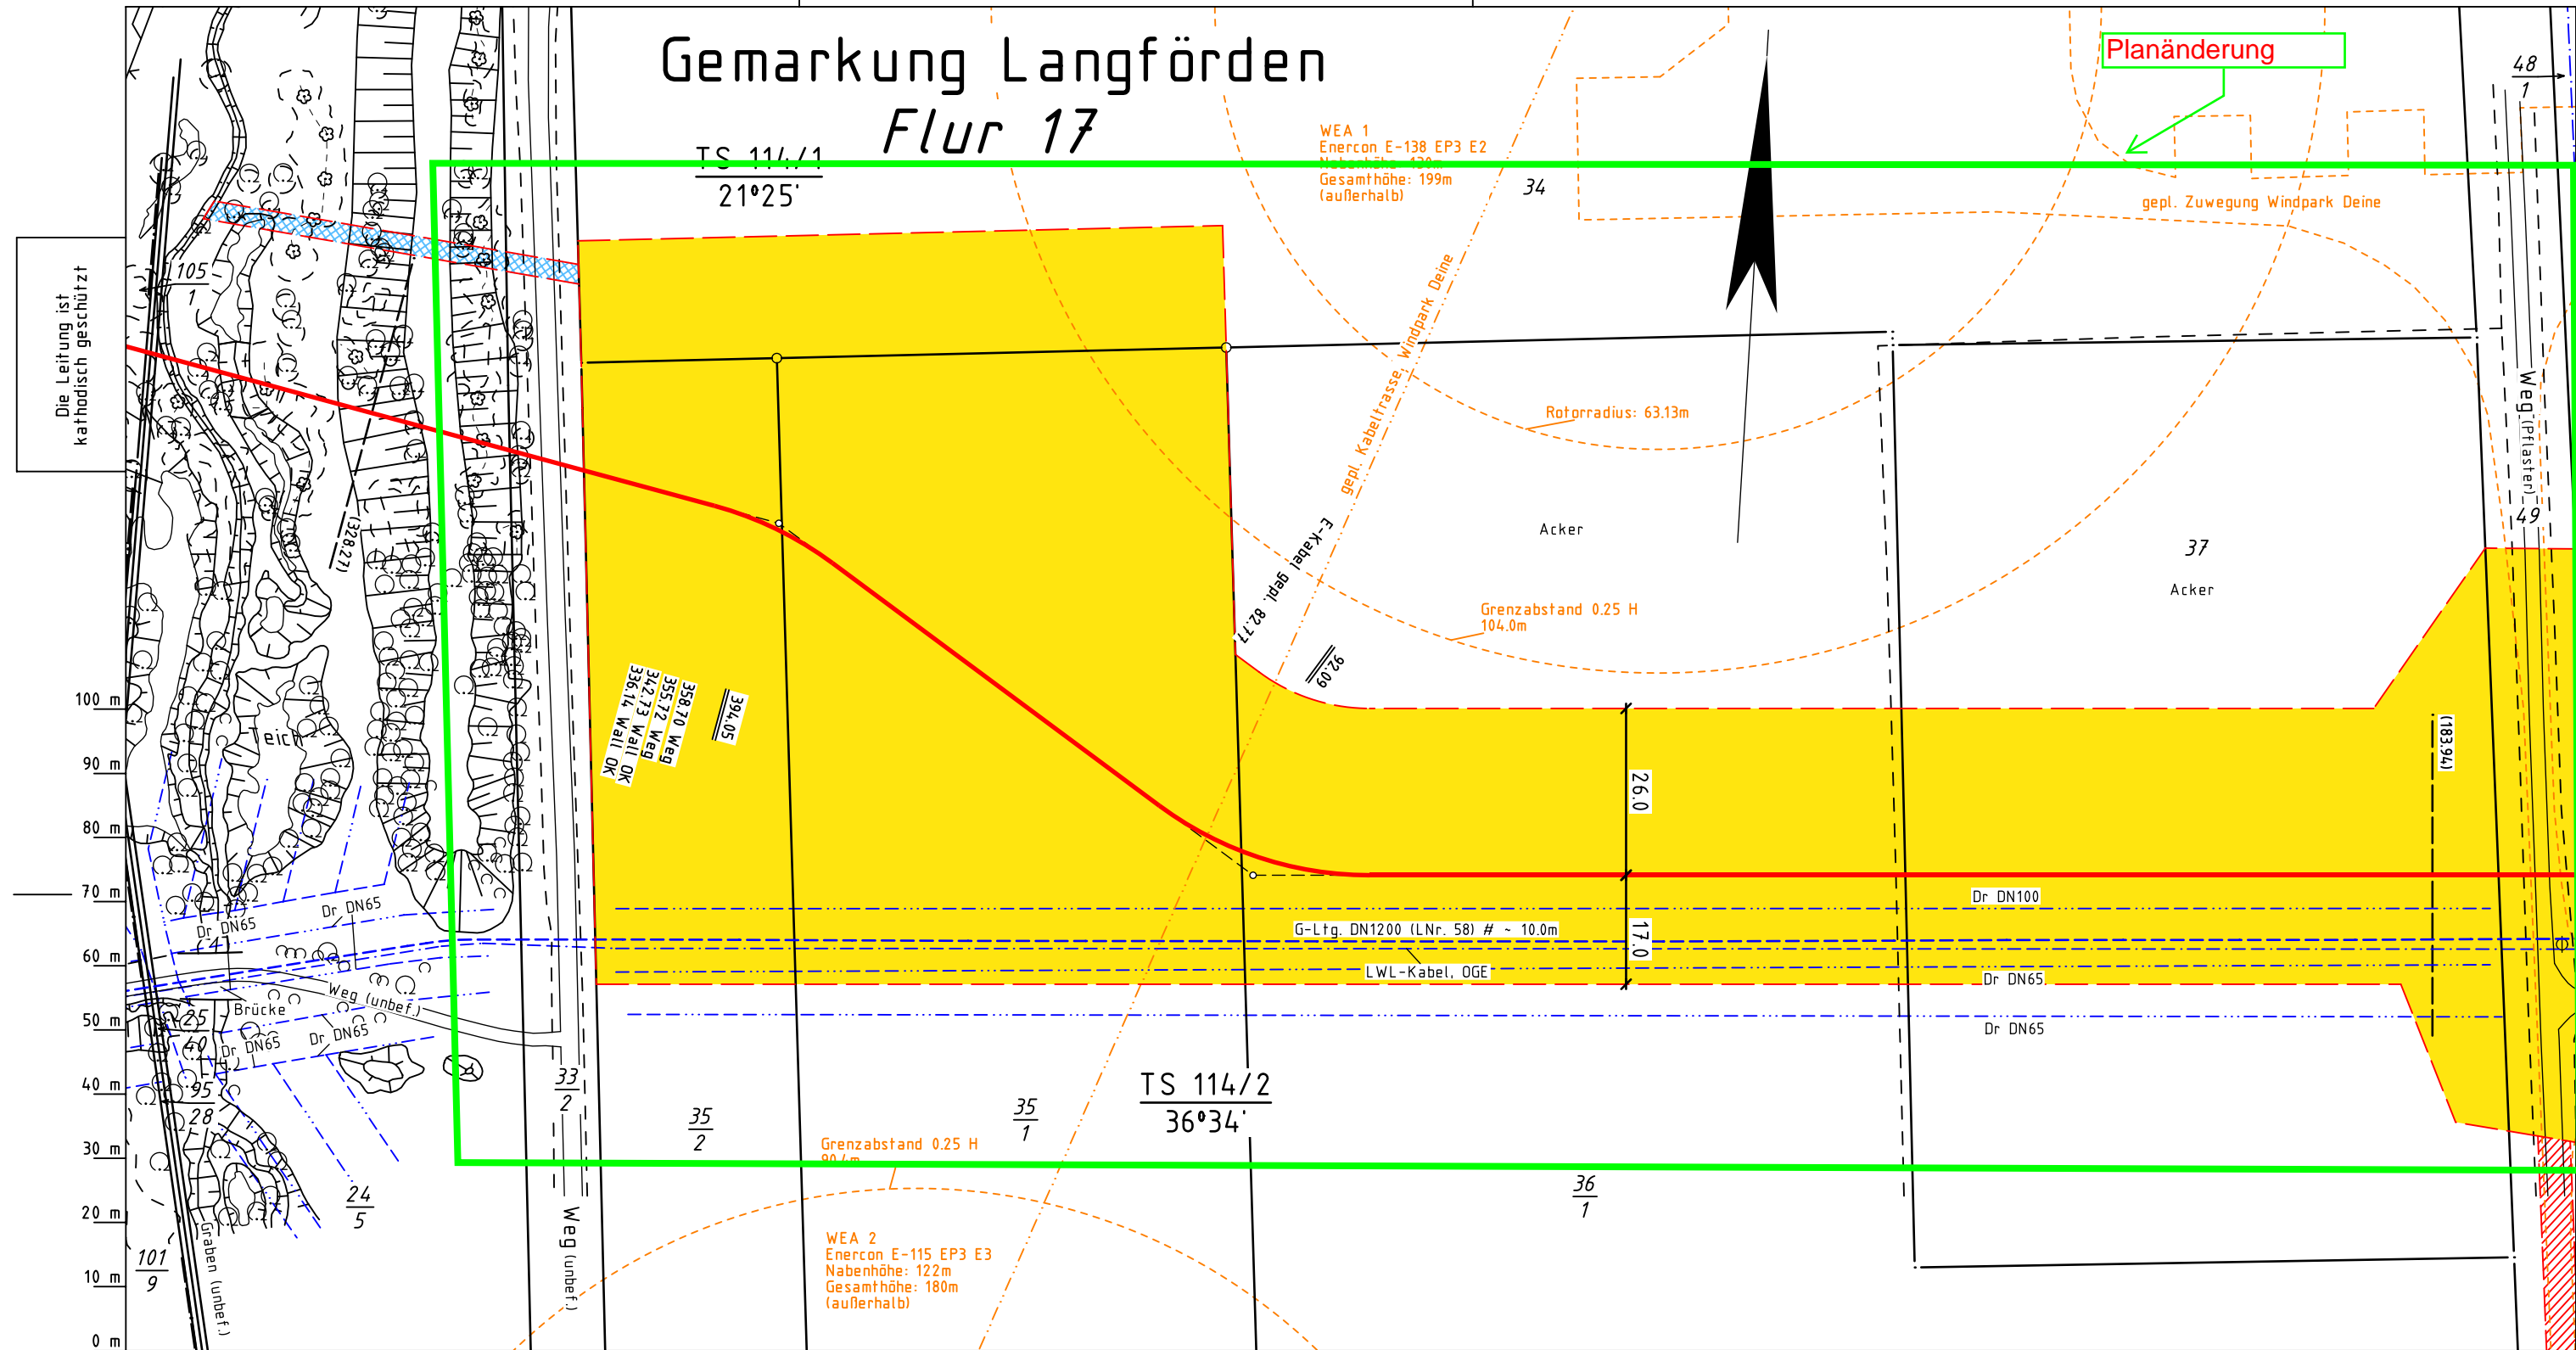 Gemarkung Langförden
Flur 17
Planänderung
48
1
TS 114/1
21°25'
WEA 1
Enercon E-138 EP3 E2
Nabenhöhe: 130m
Gesamthöhe: 199m
(außerhalb)
34
gepl. Zuwegung Windpark Deine
Die Leitung ist
kathodisch geschützt
105
1
gepl. Kabeltrasse Windpark Deine
Rotorradius: 63.13m
Weg (Pflaster)
49
(328.27)
E-Kabel gepl. 82.77
Acker
37
Acker
Grenzabstand 0.25 H
104.0m
92.09
336.14 Wall OK
342.73 Wall OK
355.72 Weg
358.70 Weg
394.05
(183.94)
100 m
90 m
80 m
70 m
60 m
50 m
40 m
30 m
20 m
10 m
0 m
Teich
26.0
17.0
Dr DN65
Dr DN65
Dr DN100
G-Ltg. DN1200 (LNr. 58) # ~ 10.0m
LWL-Kabel, OGE
Dr DN65
Dr DN65
Weg (unbef.)
Brücke
25
40
Dr DN65
Dr DN65
95
28
33
2
35
2
35
1
TS 114/2
36°34'
Grenzabstand 0.25 H
90.4m
36
1
24
5
101
9
Graben (unbef.)
Weg (unbef.)
WEA 2
Enercon E-115 EP3 E3
Nabenhöhe: 122m
Gesamthöhe: 180m
(außerhalb)